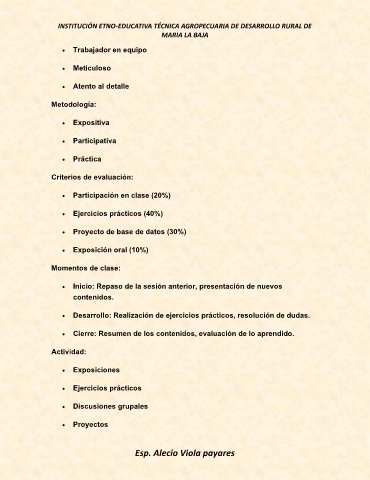 INSTITUCIÓN ETNO-EDUCATIVA TÉCNICA AGROPECUARIA DE DESARROLLO RURAL DE
MARIA LA BAJA
• Trabajador en equipo
• Meticuloso
• Atento al detalle
Metodología:
• Expositiva
• Participativa
• Práctica
Criterios de evaluación:
• Participación en clase (20%)
• Ejercicios prácticos (40%)
• Proyecto de base de datos (30%)
• Exposición oral (10%)
Momentos de clase:
• Inicio: Repaso de la sesión anterior, presentación de nuevos
contenidos.
• Desarrollo: Realización de ejercicios prácticos, resolución de dudas.
• Cierre: Resumen de los contenidos, evaluación de lo aprendido.
Actividad:
• Exposiciones
• Ejercicios prácticos
• Discusiones grupales
• Proyectos
Esp. Alecio Viola payares